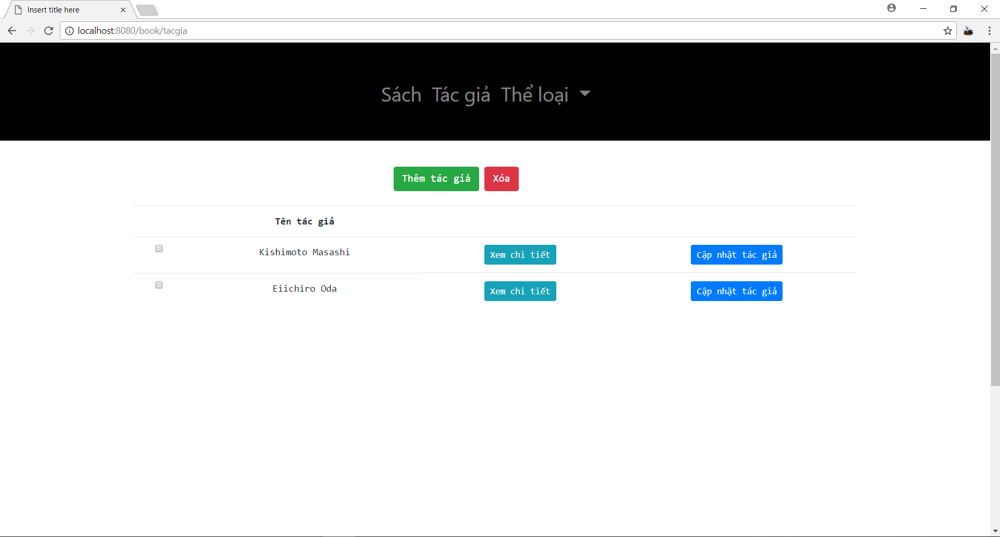 Insert title here
localhost:8080/book/tacgia
Sách Tác giả Thể loại
Thêm tác giả Xóa
Tên tác giả
Kishimoto Masashi Xem chi tiết Cập nhật tác giả
Eiichiro Oda Xem chi tiết Cập nhật tác giả